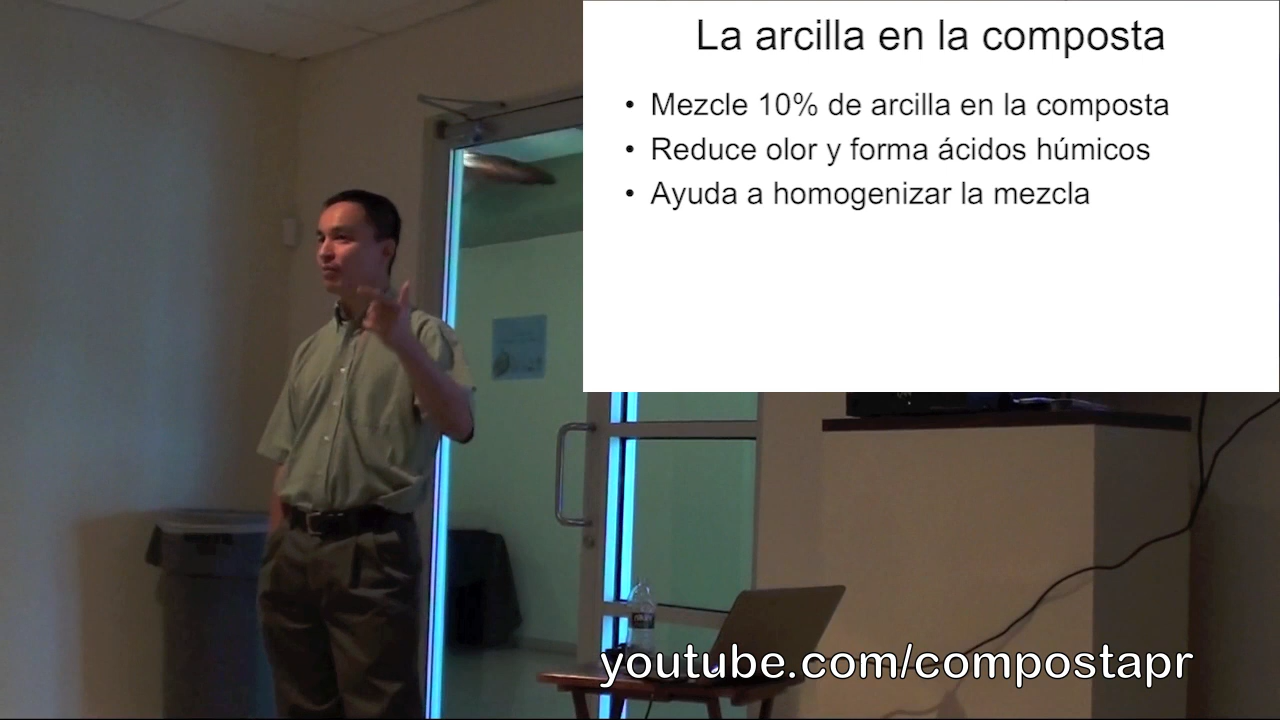 La arcilla en la composta
• Mezcle 10% de arcilla en la composta
• Reduce olor y forma ácidos húmicos
• Ayuda a homogenizar la mezcla
youtube.com/compostapr